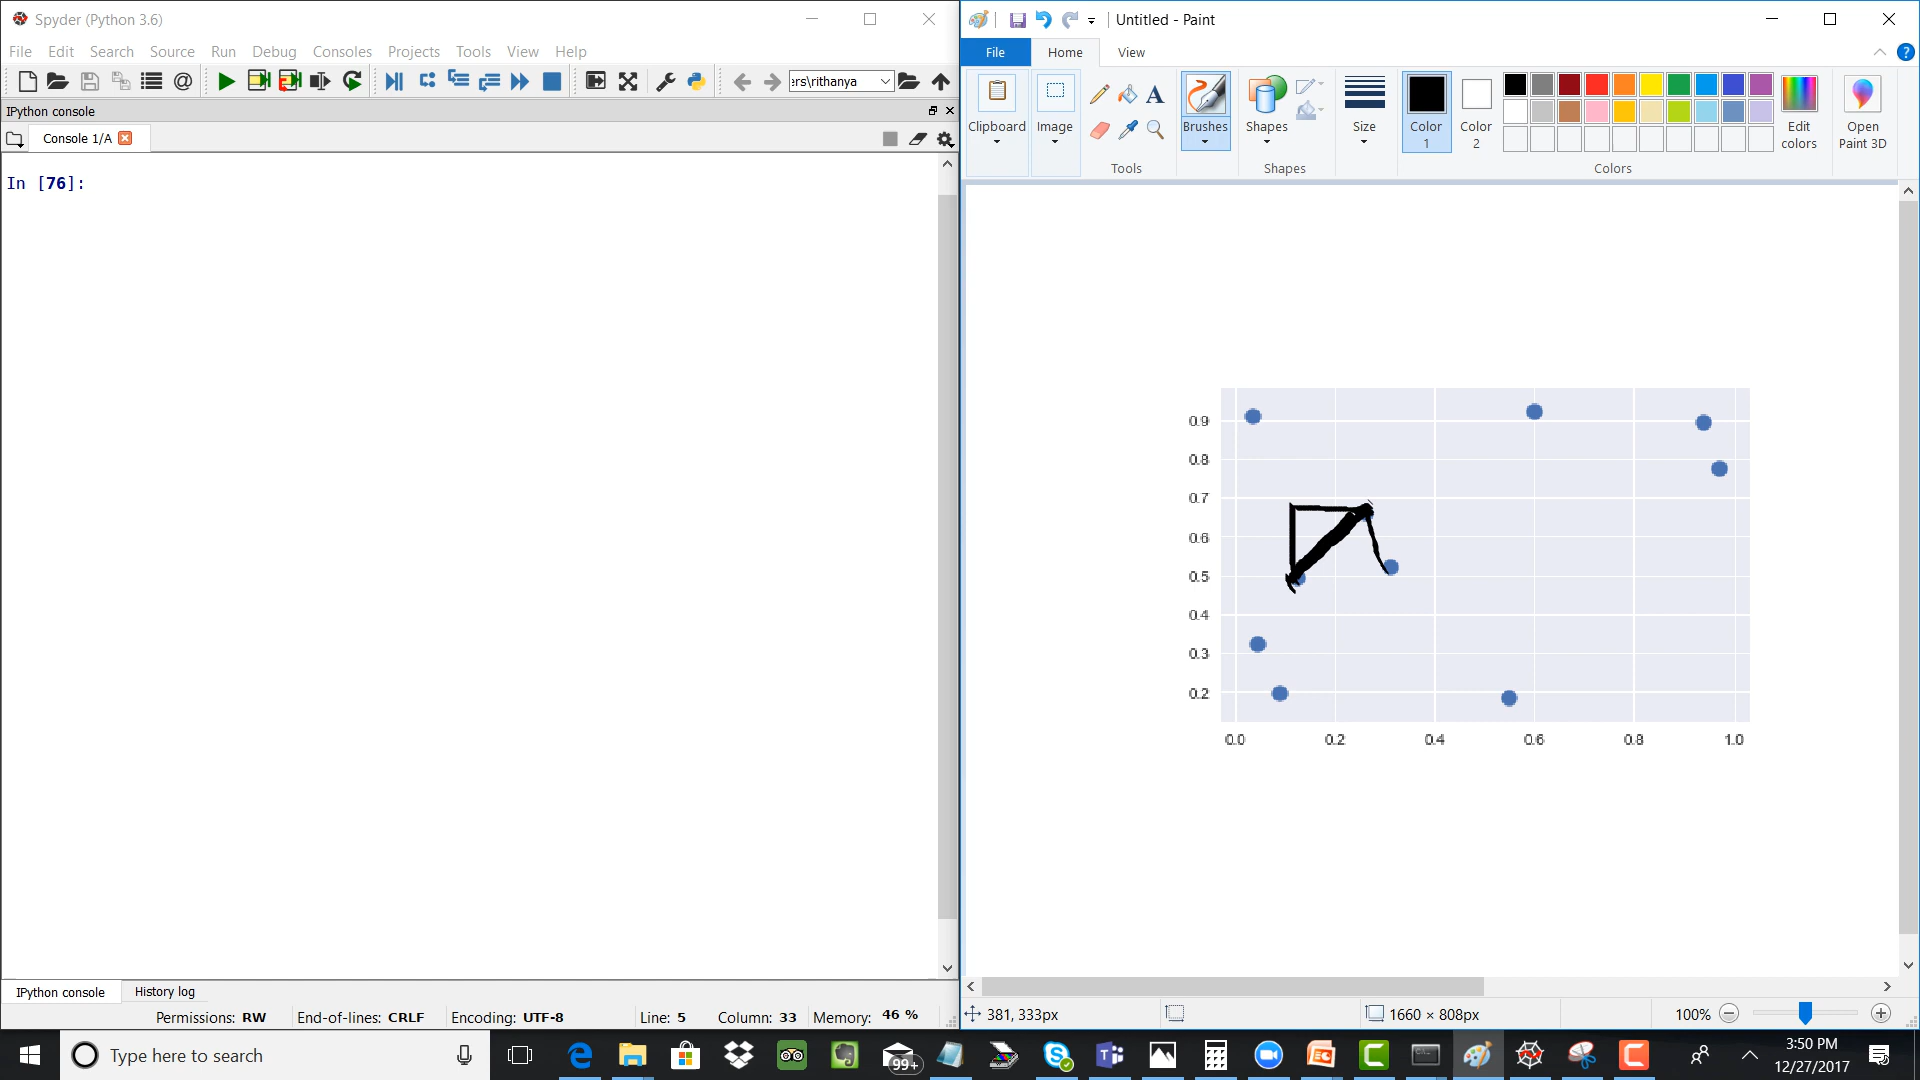 Spyder (Python 3.6)
File Edit Search Source Run Debug Consoles Projects Tools View Help
ers\rithanya
IPython console
Console 1/A
In [76]:
IPython console History log
Permissions: RW End-of-lines: CRLF Encoding: UTF-8 Line: 5 Column: 33 Memory: 46 %
Untitled - Paint
File Home View
Clipboard
Image
Tools
Brushes
Shapes
Shapes
Size
Color 1
Color 2
Edit colors
Open Paint 3D
Colors
0.9
0.8
0.7
0.6
0.5
0.4
0.3
0.2
0.0 0.2 0.4 0.6 0.8 1.0
381, 333px 1660 × 808px 100%
Type here to search
99+
3:50 PM
12/27/2017